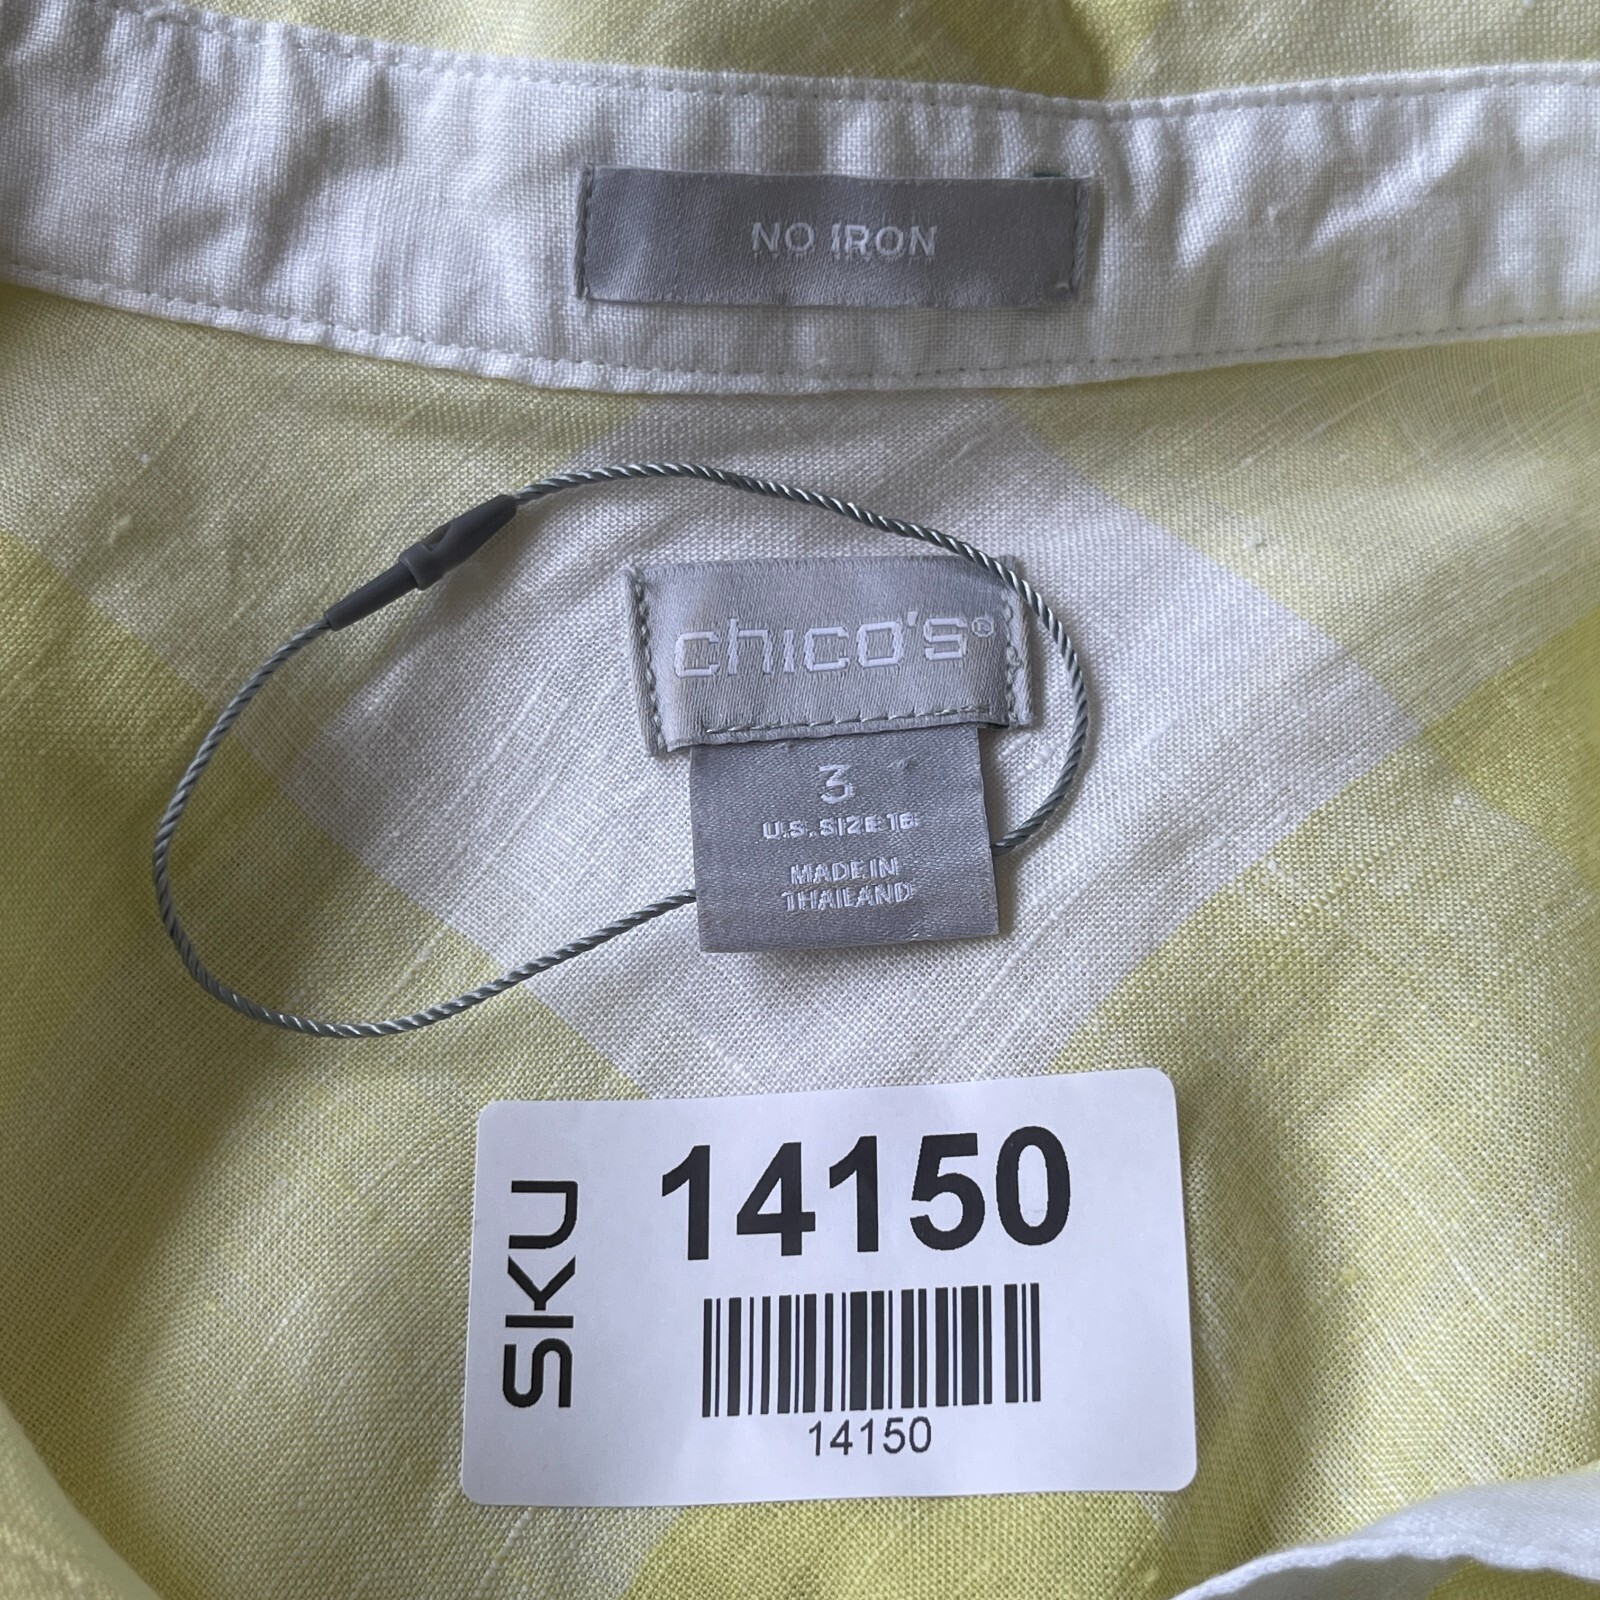 NO IRON
chico's®
3
U.S. SIZE 16
MADE IN
THAILAND
SKU
14150
14150